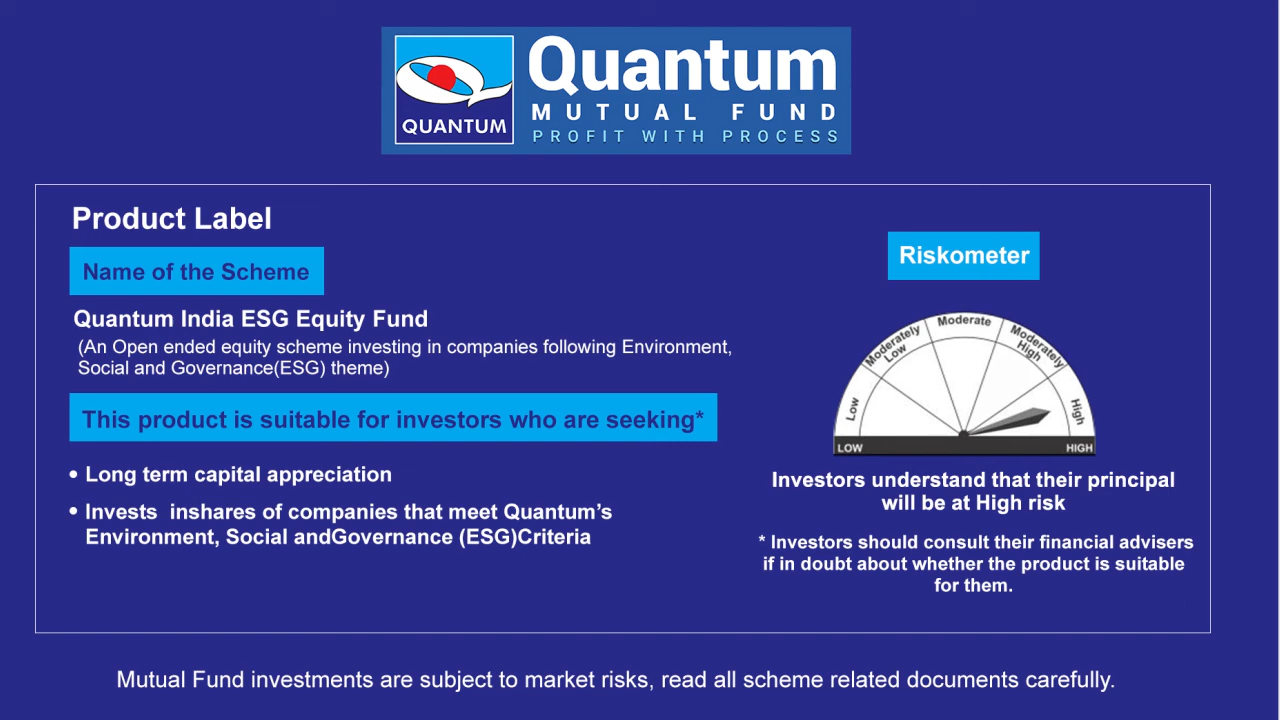 QUANTUM
Quantum
MUTUAL FUND
PROFIT WITH PROCESS
Product Label
Name of the Scheme
Quantum India ESG Equity Fund
(An Open ended equity scheme investing in companies following Environment,
Social and Governance(ESG) theme)
This product is suitable for investors who are seeking*
• Long term capital appreciation
• Invests  inshares of companies that meet Quantum’s
Environment, Social andGovernance (ESG)Criteria
Riskometer
Low
Moderately
Low
Moderate
Moderately
High
High
LOW
HIGH
Investors understand that their principal
will be at High risk
* Investors should consult their financial advisers
if in doubt about whether the product is suitable
for them.
Mutual Fund investments are subject to market risks, read all scheme related documents carefully.